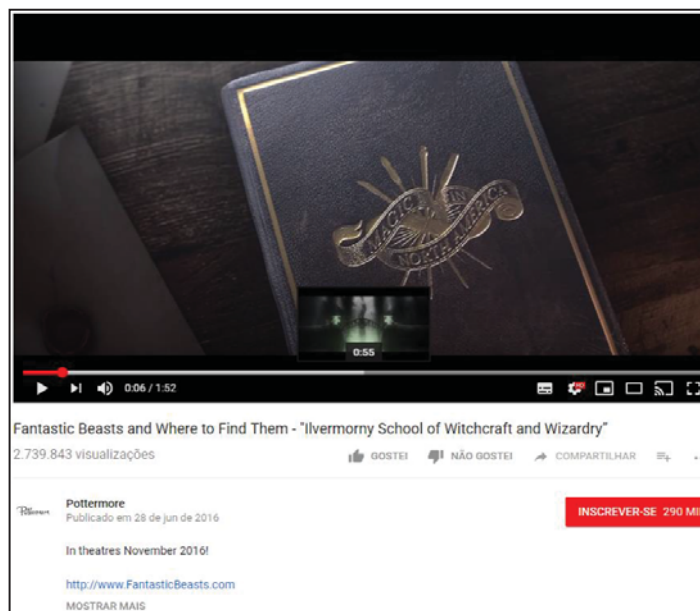 MAGIC IN
NORTH AMERICA
0:55
0:06 / 1:52
HD
Fantastic Beasts and Where to Find Them - "Ilvermorny School of Witchcraft and Wizardry"
2.739.843 visualizações
GOSTEI NÃO GOSTEI COMPARTILHAR
Pottermore
Pottermore
Publicado em 28 de jun de 2016
INSCREVER-SE 290 MI
In theatres November 2016!
http://www.FantasticBeasts.com
MOSTRAR MAIS